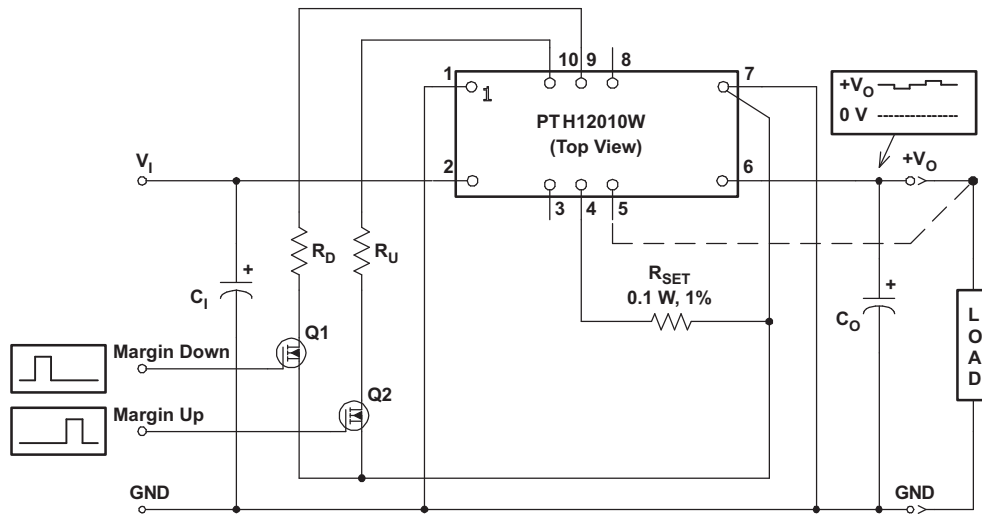 10 9 8
1
1
7
+VO
0 V
PTH12010W
(Top View)
VI
2
6
+VO
3 4 5
RD
RU
RSET
0.1 W, 1%
+
CI
+
CO
L
O
A
D
Q1
Margin Down
Q2
Margin Up
GND
GND